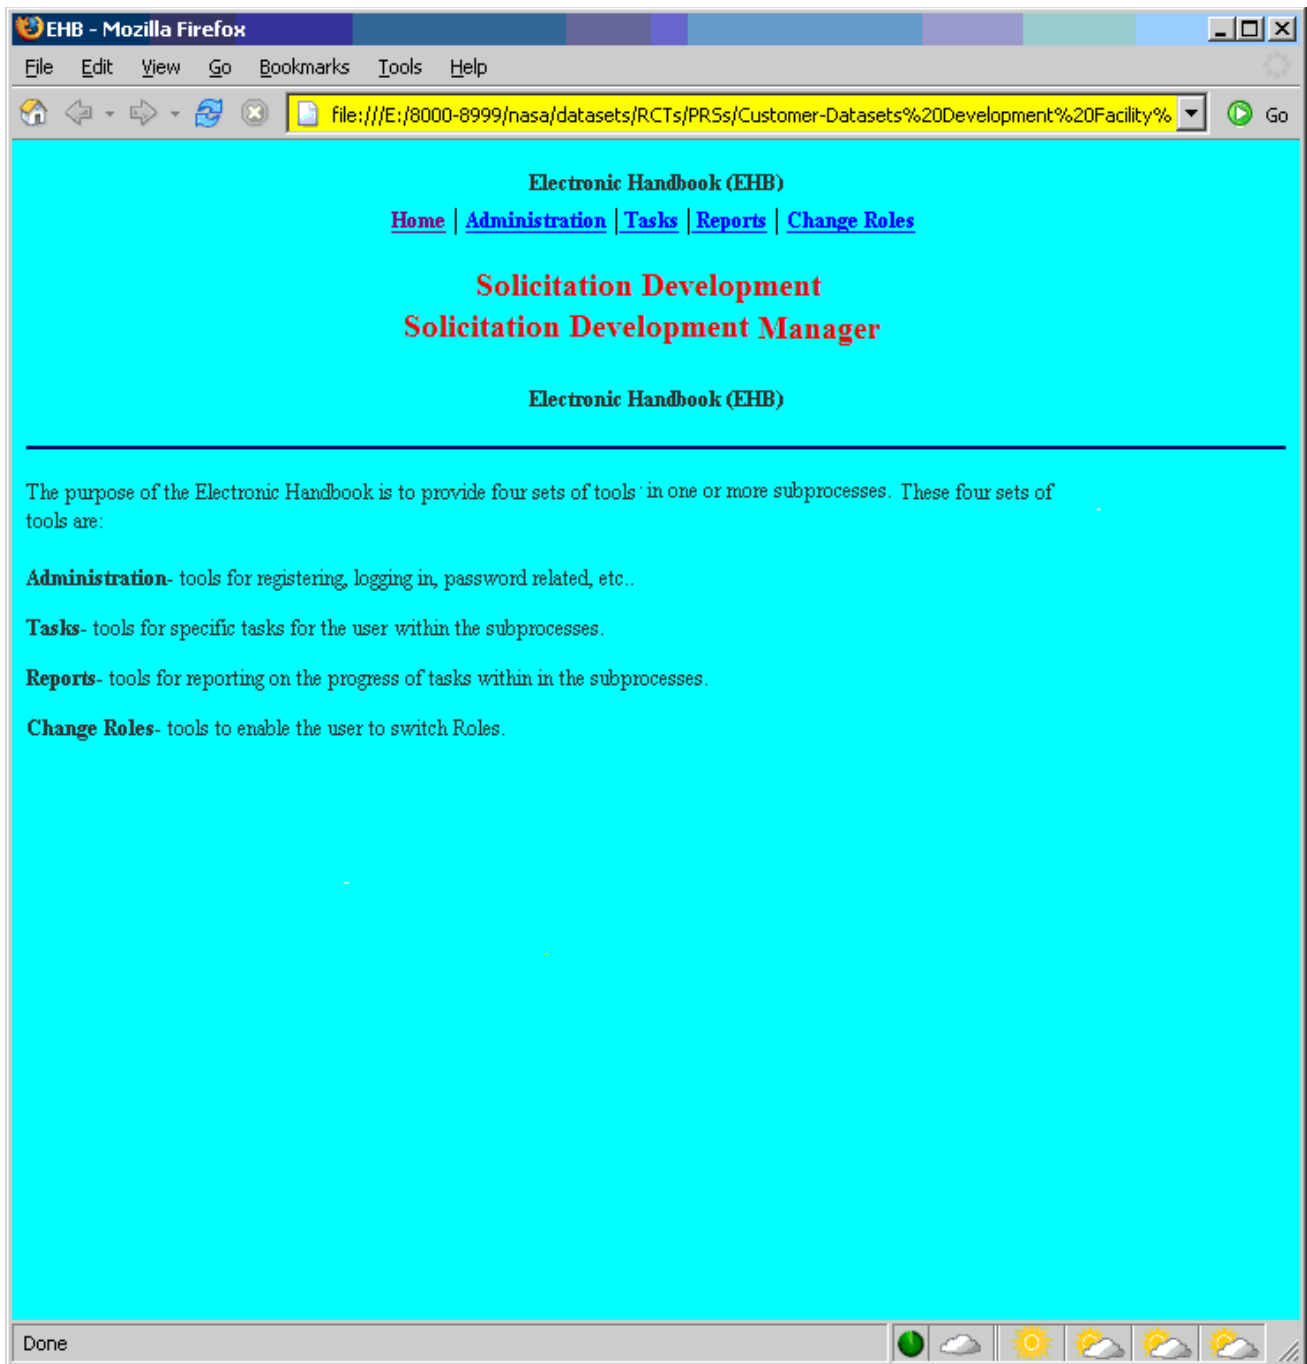 EHB - Mozilla Firefox
File Edit View Go Bookmarks Tools Help
file:///E:/8000-8999/nasa/datasets/RCTs/PRSs/Customer-Datasets%20Development%20Facility% Go
Electronic Handbook (EHB)
Home | Administration | Tasks | Reports | Change Roles
Solicitation Development
Solicitation Development Manager
Electronic Handbook (EHB)
The purpose of the Electronic Handbook is to provide four sets of tools in one or more subprocesses. These four sets of
tools are:
Administration- tools for registering, logging in, password related, etc..
Tasks- tools for specific tasks for the user within the subprocesses.
Reports- tools for reporting on the progress of tasks within in the subprocesses.
Change Roles- tools to enable the user to switch Roles.
Done